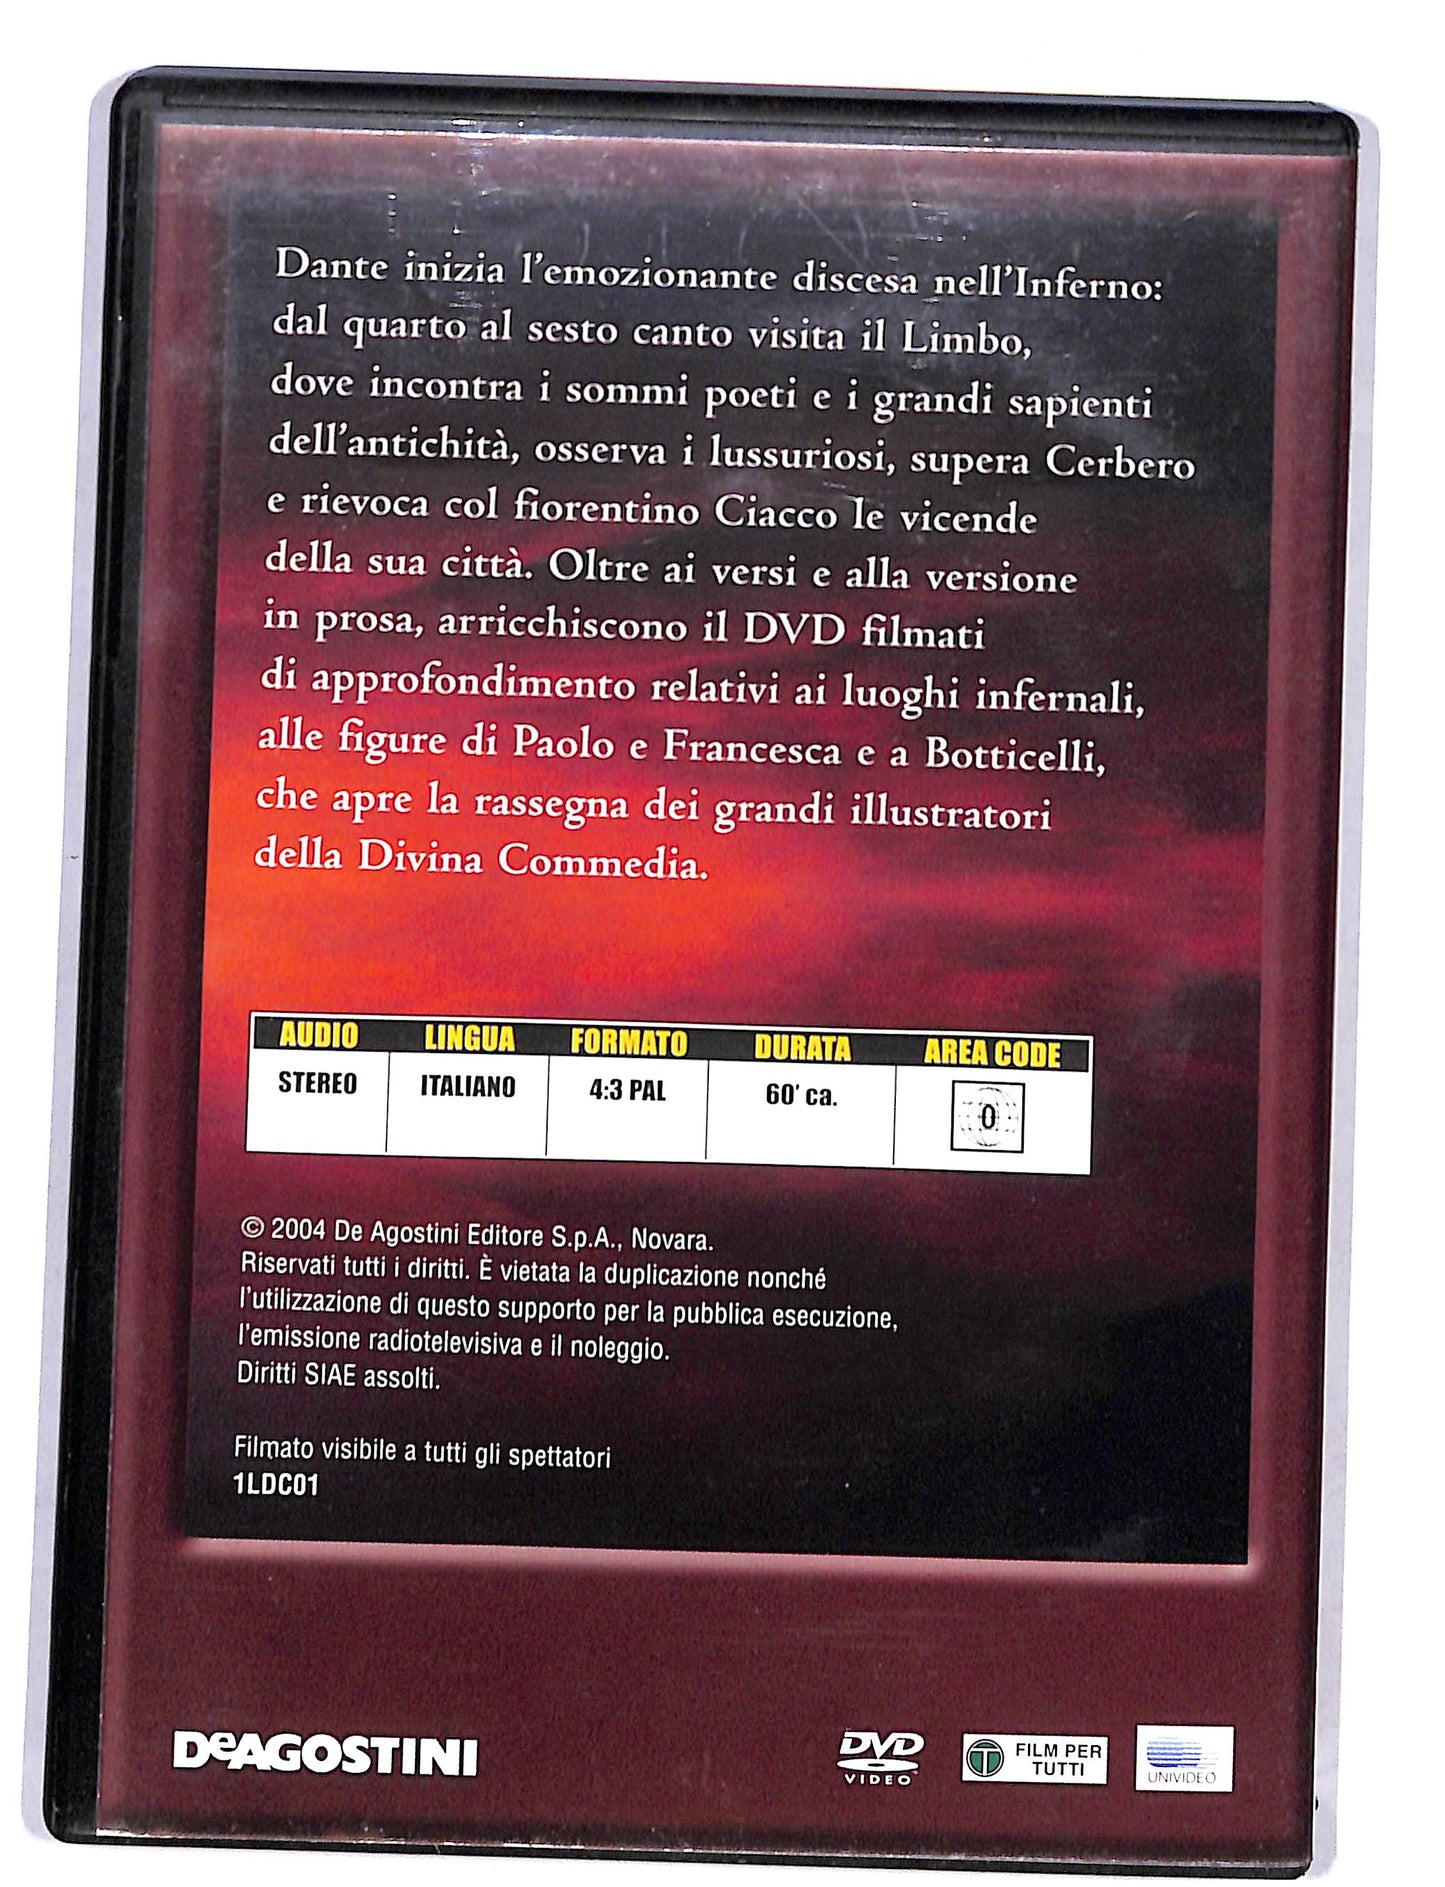 Dante inizia l'emozionante discesa nell'Inferno:
dal quarto al sesto canto visita il Limbo,
dove incontra i sommi poeti e i grandi sapienti
dell'antichità, osserva i lussuriosi, supera Cerbero
e rievoca col fiorentino Ciacco le vicende
della sua città. Oltre ai versi e alla versione
in prosa, arricchiscono il DVD filmati
di approfondimento relativi ai luoghi infernali,
alle figure di Paolo e Francesca e a Botticelli,
che apre la rassegna dei grandi illustratori
della Divina Commedia.
AUDIO LINGUA FORMATO DURATA AREA CODE
STEREO ITALIANO 4:3 PAL 60' ca. 0
© 2004 De Agostini Editore S.p.A., Novara.
Riservati tutti i diritti. È vietata la duplicazione nonché
l'utilizzazione di questo supporto per la pubblica esecuzione,
l'emissione radiotelevisiva e il noleggio.
Diritti SIAE assolti.
Filmato visibile a tutti gli spettatori
1LDC01
DeAGOSTINI
DVD
VIDEO
T FILM PER
TUTTI
UNIVIDEO